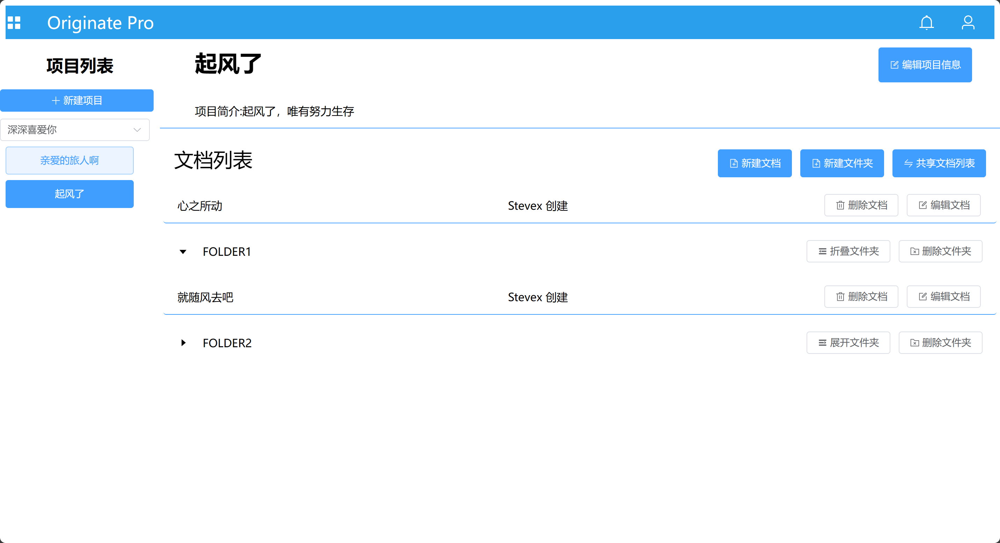 Originate Pro
项目列表
新建项目
深深喜爱你
亲爱的旅人啊
起风了
起风了
编辑项目信息
项目简介:起风了，唯有努力生存
文档列表
新建文档 新建文件夹 共享文档列表
心之所动 Stevex 创建 删除文档 编辑文档
FOLDER1 折叠文件夹 删除文件夹
就随风去吧 Stevex 创建 删除文档 编辑文档
FOLDER2 展开文件夹 删除文件夹